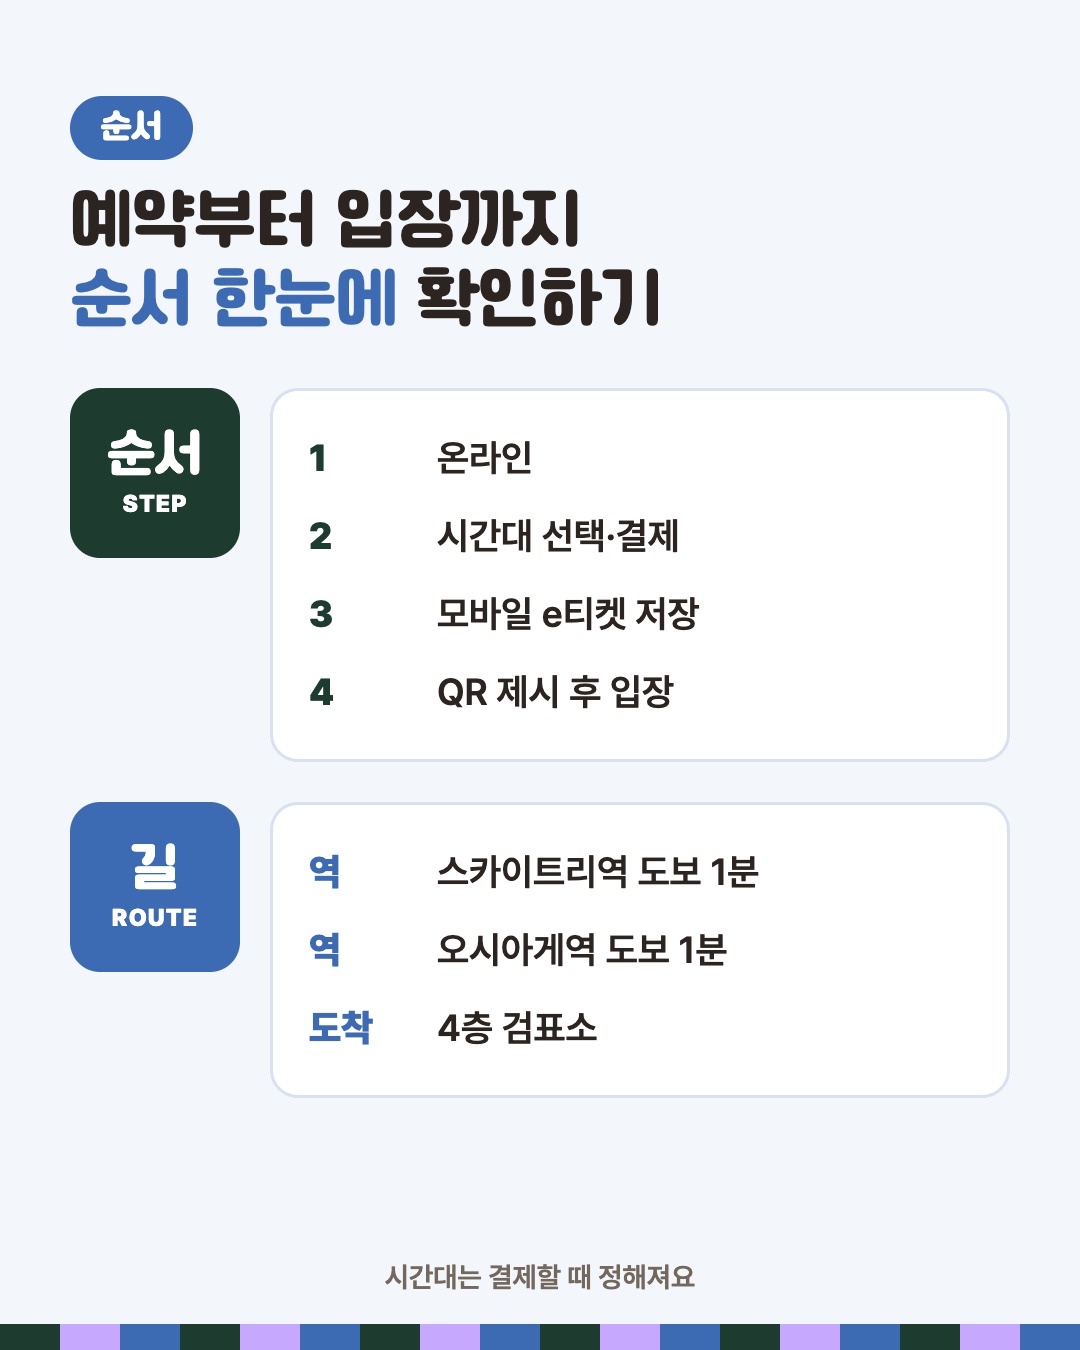 순서
예약부터 입장까지
순서 한눈에 확인하기
순서
STEP
1 온라인
2 시간대 선택·결제
3 모바일 e티켓 저장
4 QR 제시 후 입장
길
ROUTE
역 스카이트리역 도보 1분
역 오시아게역 도보 1분
도착 4층 검표소
시간대는 결제할 때 정해져요